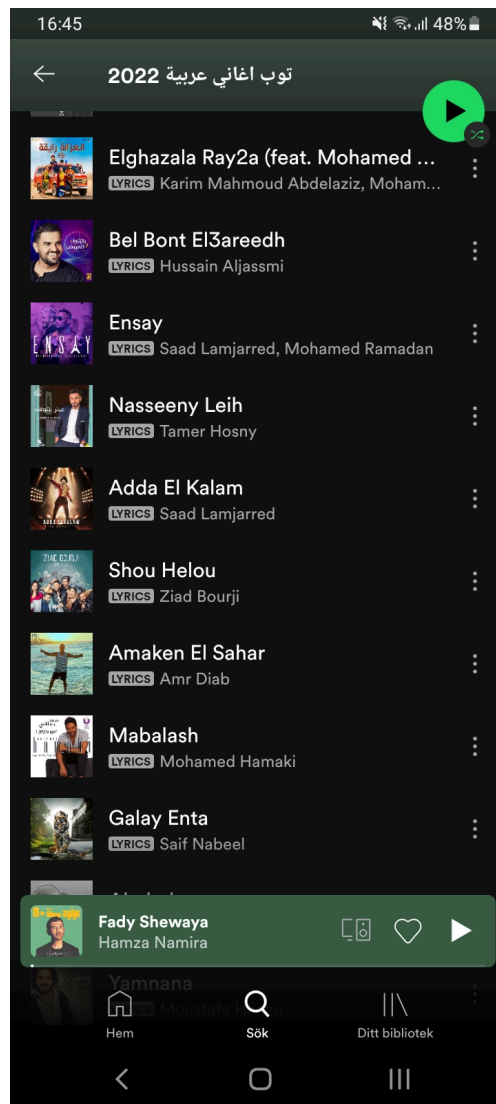 16:45
48%
توب اغاني عربية 2022
Elghazala Ray2a (feat. Mohamed ...
LYRICS Karim Mahmoud Abdelaziz, Moham...
Bel Bont El3areedh
LYRICS Hussain Aljassmi
ENSAY
Ensay
LYRICS Saad Lamjarred, Mohamed Ramadan
Nasseeny Leih
LYRICS Tamer Hosny
Adda El Kalam
LYRICS Saad Lamjarred
ZIAD BOURJI
Shou Helou
LYRICS Ziad Bourji
Amaken El Sahar
LYRICS Amr Diab
Mabalash
LYRICS Mohamed Hamaki
Galay Enta
LYRICS Saif Nabeel
Fady Shewaya
Hamza Namira
Yamnana
Hem
Sök
Ditt bibliotek